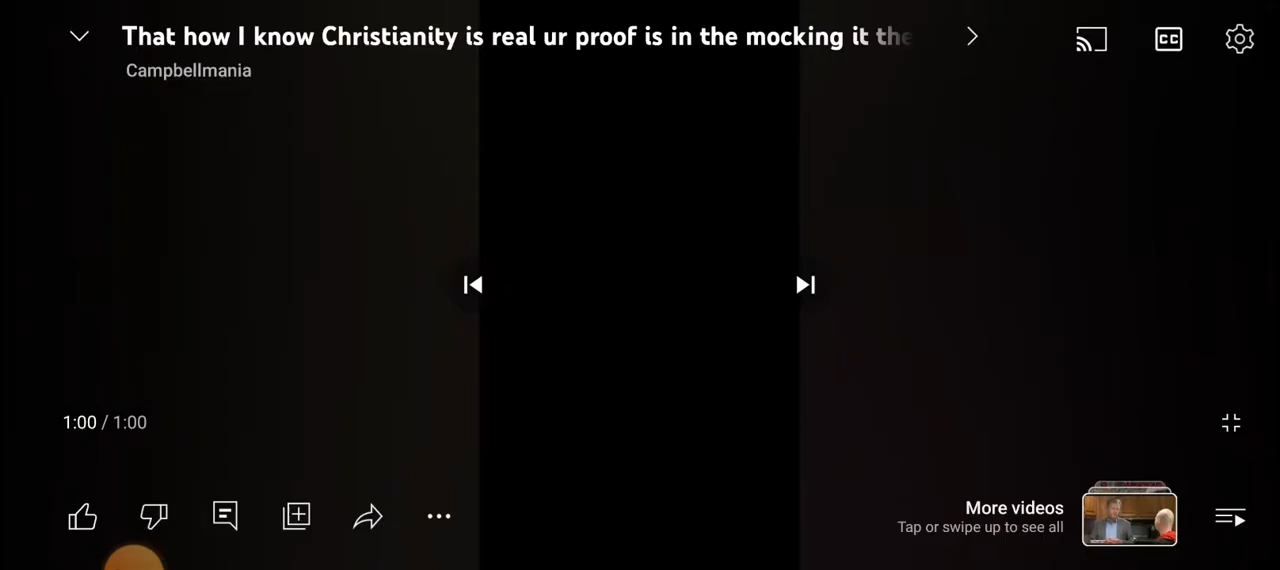 That how I know Christianity is real ur proof is in the mocking it the
Campbellmania
CC
1:00 / 1:00
More videos
Tap or swipe up to see all